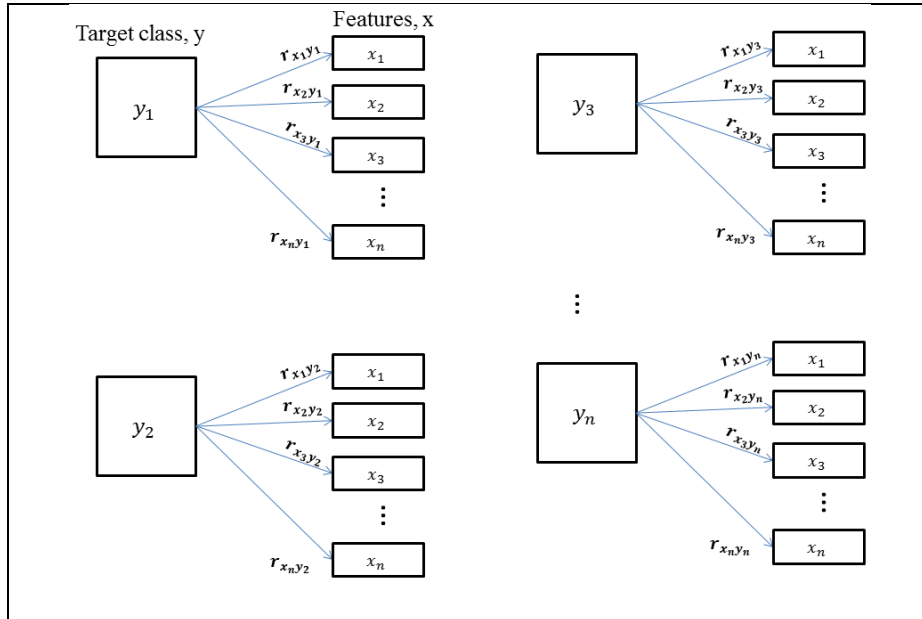 Target class, y
Features, x
y₁
r_{x₁y₁}
x₁
r_{x₂y₁}
x₂
r_{x₃y₁}
x₃
⋮
r_{xₙy₁}
xₙ
y₃
r_{x₁y₃}
x₁
r_{x₂y₃}
x₂
r_{x₃y₃}
x₃
⋮
r_{xₙy₃}
xₙ
⋮
y₂
r_{x₁y₂}
x₁
r_{x₂y₂}
x₂
r_{x₃y₂}
x₃
⋮
r_{xₙy₂}
xₙ
yₙ
r_{x₁yₙ}
x₁
r_{x₂yₙ}
x₂
r_{x₃yₙ}
x₃
⋮
r_{xₙyₙ}
xₙ